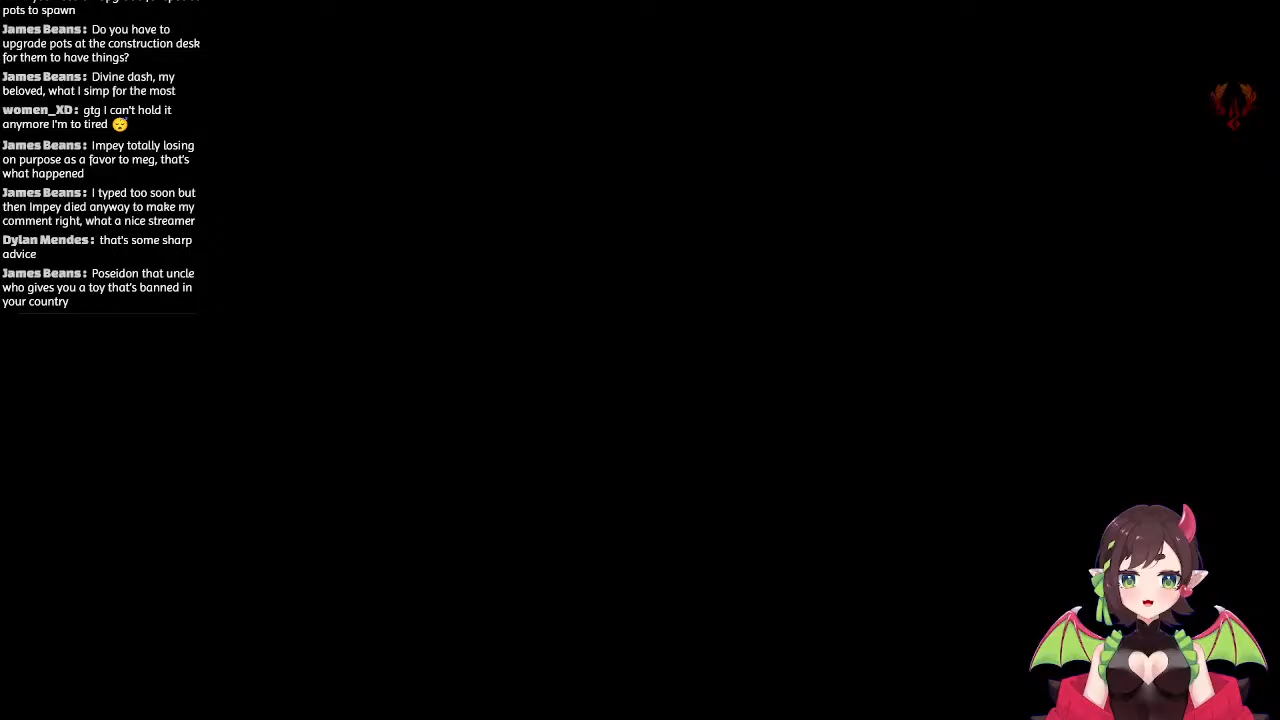 pots to spawn
James Beans: Do you have to
upgrade pots at the construction desk
for them to have things?
James Beans: Divine dash, my
beloved, what I simp for the most
women_XD: gtg I can't hold it
anymore I'm to tired 😴
James Beans: Impey totally losing
on purpose as a favor to meg, that's
what happened
James Beans: I typed too soon but
then Impey died anyway to make my
comment right, what a nice streamer
Dylan Mendes: that's some sharp
advice
James Beans: Poseidon that uncle
who gives you a toy that's banned in
your country